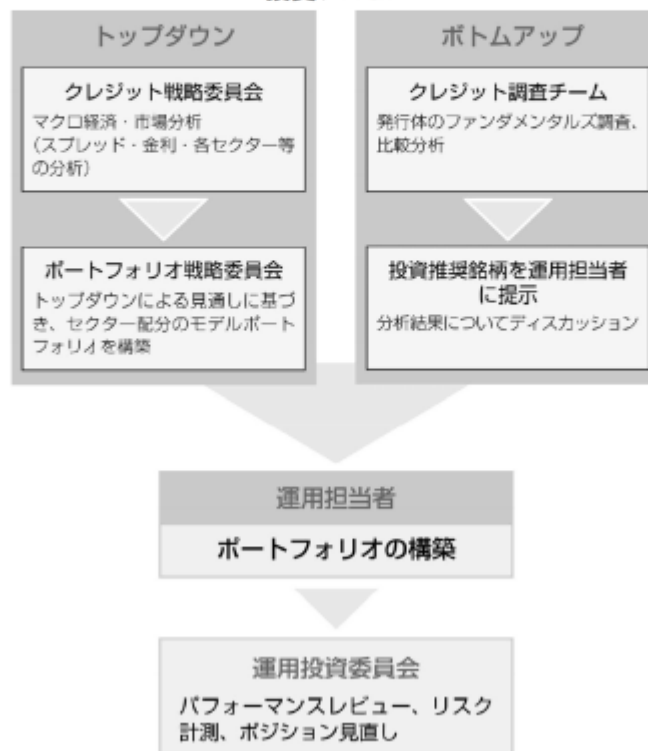 トップダウン
クレジット戦略委員会
マクロ経済・市場分析
(スプレッド・金利・各セクター等
の分析)
ポートフォリオ戦略委員会
トップダウンによる見通しに基づ
き、セクター配分のモデルポート
フォリオを構築
ボトムアップ
クレジット調査チーム
発行体のファンダメンタルズ調査、
比較分析
投資推奨銘柄を運用担当者
に提示
分析結果についてディスカッション
運用担当者
ポートフォリオの構築
運用投資委員会
パフォーマンスレビュー、リスク
計測、ポジション見直し